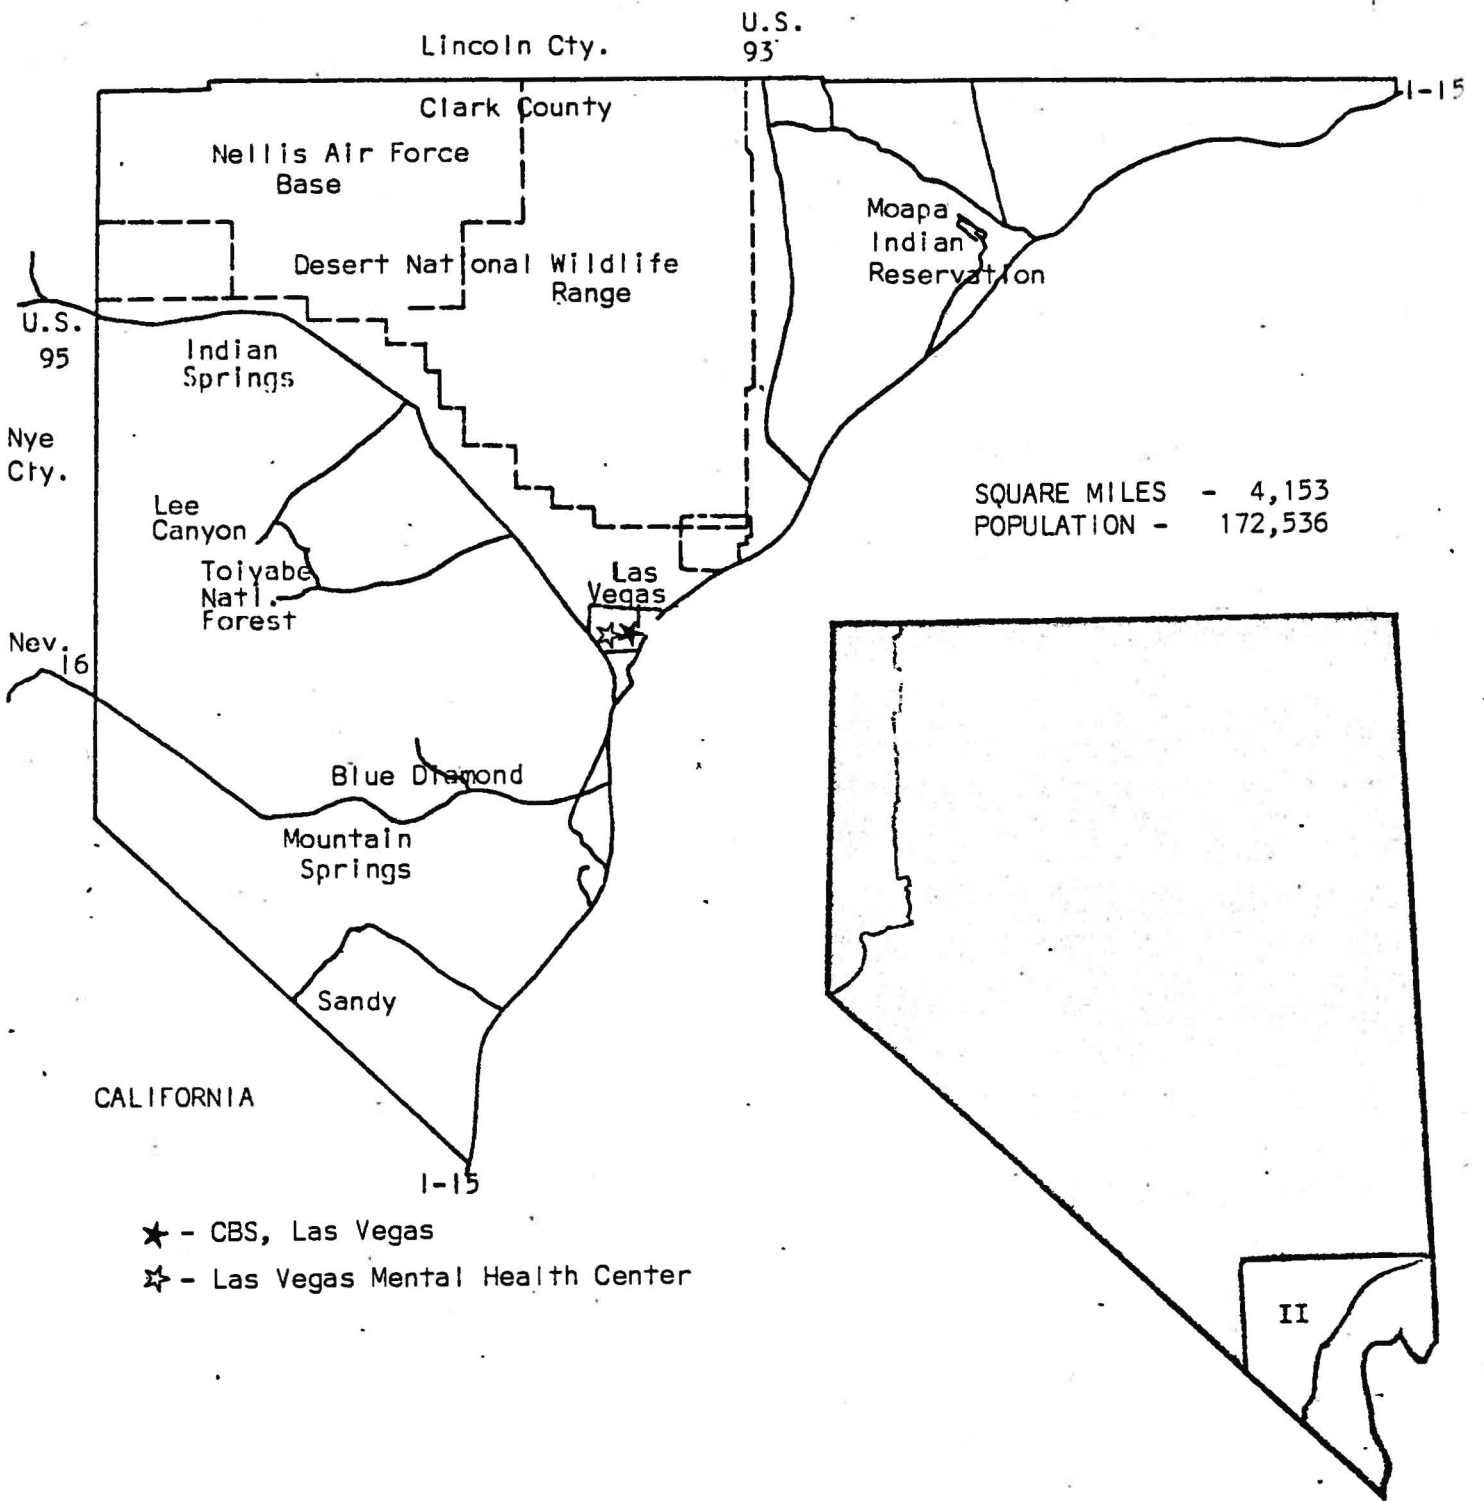 U.S.
93
Lincoln Cty.
I-15
Clark County
Nellis Air Force
Base
Moapa
Indian
Reservation
Desert National Wildlife
Range
U.S.
95
Indian
Springs
Nye
Cty.
SQUARE MILES - 4,153
POPULATION - 172,536
Lee
Canyon
Toiyabe
Natl.
Forest
Las
Vegas
Nev.
16
Blue Diamond
Mountain
Springs
Sandy
CALIFORNIA
I-15
★ - CBS, Las Vegas
☆ - Las Vegas Mental Health Center
II